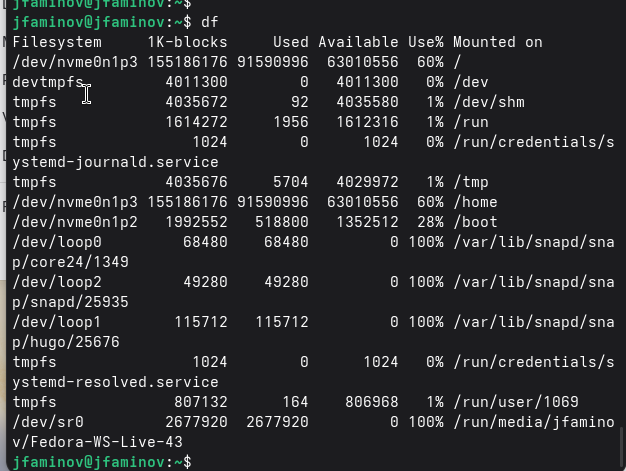 jfaminov@jfaminov:~$
jfaminov@jfaminov:~$ df
Filesystem     1K-blocks     Used Available Use% Mounted on
/dev/nvme0n1p3 155186176 91590996  63010556  60% /
devtmpfs         4011300        0   4011300   0% /dev
tmpfs            4035672       92   4035580   1% /dev/shm
tmpfs            1614272     1956   1612316   1% /run
tmpfs               1024        0      1024   0% /run/credentials/s
ystemd-journald.service
tmpfs            4035676     5704   4029972   1% /tmp
/dev/nvme0n1p3 155186176 91590996  63010556  60% /home
/dev/nvme0n1p2   1992552   518800   1352512  28% /boot
/dev/loop0         68480    68480         0 100% /var/lib/snapd/sna
p/core24/1349
/dev/loop2         49280    49280         0 100% /var/lib/snapd/sna
p/snapd/25935
/dev/loop1        115712   115712         0 100% /var/lib/snapd/sna
p/hugo/25676
tmpfs               1024        0      1024   0% /run/credentials/s
ystemd-resolved.service
tmpfs             807132      164    806968   1% /run/user/1069
/dev/sr0         2677920  2677920         0 100% /run/media/jfamino
v/Fedora-WS-Live-43
jfaminov@jfaminov:~$